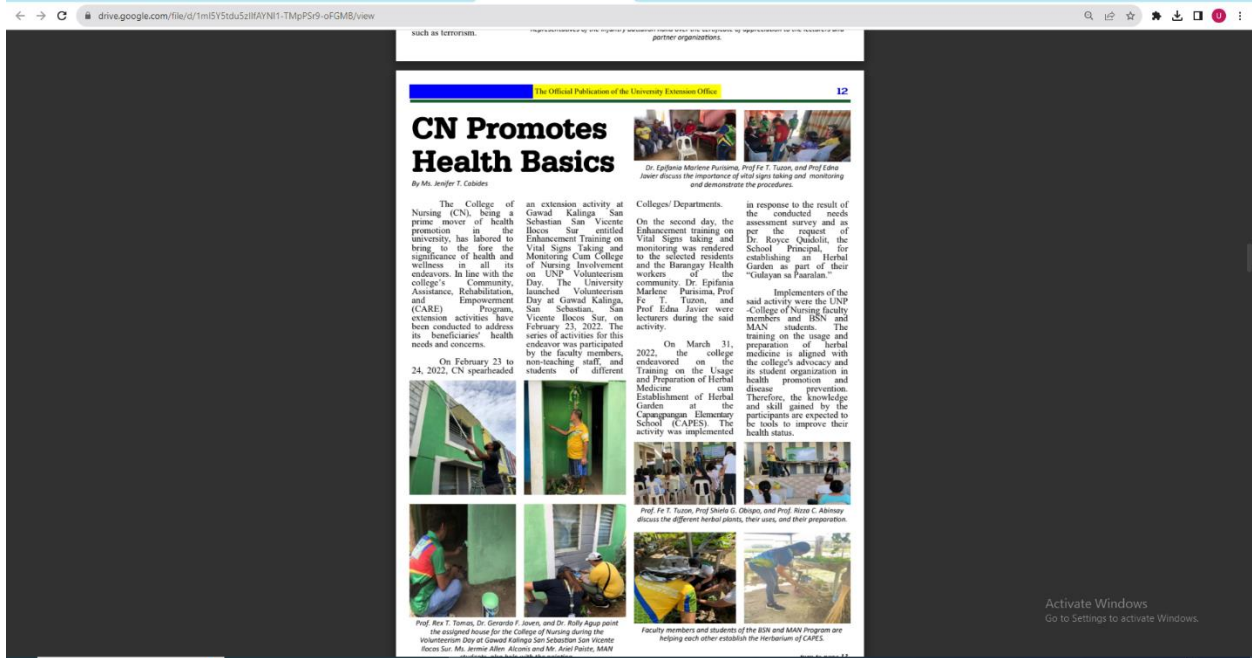 drive.google.com/file/d/1mI5Y5tdu5zIIfAYNI1-TMpPSr9-oFGMB/view
such as terrorism.
Representatives of the Infantry Battalion hand over the certificate of appreciation to the lecturers and
partner organizations.
The Official Publication of the University Extension Office
12
CN Promotes
Health Basics
By Ms. Jenifer T. Cabides
Dr. Epifania Marlene Purisima, Prof Fe T. Tuzon, and Prof Edna
Javier discuss the importance of vital signs taking and monitoring
and demonstrate the procedures.
The College of
Nursing (CN), being a
prime mover of health
promotion in the
university, has labored to
bring to the fore the
significance of health and
wellness in all its
endeavors. In line with the
college's Community,
Assistance, Rehabilitation,
and Empowerment
(CARE) Program,
extension activities have
been conducted to address
its beneficiaries' health
needs and concerns.
On February 23 to
24, 2022, CN spearheaded
an extension activity at
Gawad Kalinga San
Sebastian San Vicente
Ilocos Sur entitled
Enhancement Training on
Vital Signs Taking and
Monitoring Cum College
of Nursing Involvement
on UNP Volunteerism
Day. The University
launched Volunteerism
Day at Gawad Kalinga,
San Sebastian, San
Vicente Ilocos Sur, on
February 23, 2022. The
series of activities for this
endeavor was participated
by the faculty members,
non-teaching staff, and
students of different
Colleges/ Departments.
On the second day, the
Enhancement training on
Vital Signs taking and
monitoring was rendered
to the selected residents
and the Barangay Health
workers of the
community. Dr. Epifania
Marlene Purisima, Prof
Fe T. Tuzon, and
Prof Edna Javier were
lecturers during the said
activity.
On March 31,
2022, the college
endeavored on the
Training on the Usage
and Preparation of Herbal
Medicine cum
Establishment of Herbal
Garden at the
Capangpangan Elementary
School (CAPES). The
activity was implemented
in response to the result of
the conducted needs
assessment survey and as
per the request of
Dr. Royce Quidolit, the
School Principal, for
establishing an Herbal
Garden as part of their
“Gulayan sa Paaralan.”
Implementers of the
said activity were the UNP
-College of Nursing faculty
members and BSN and
MAN students. The
training on the usage and
preparation of herbal
medicine is aligned with
the college's advocacy and
its student organization in
health promotion and
disease prevention.
Therefore, the knowledge
and skill gained by the
participants are expected to
be tools to improve their
health status.
Prof. Fe T. Tuzon, Prof Shiela G. Obispo, and Prof. Rizza C. Abinsay
discuss the different herbal plants, their uses, and their preparation.
Prof. Rex T. Tomas, Dr. Gerardo F. Joven, and Dr. Rolly Agup paint
the assigned house for the College of Nursing during the
Volunteerism Day at Gawad Kalinga San Sebastian San Vicente
Ilocos Sur. Ms. Jermie Allen Alconis and Mr. Ariel Paiste, MAN
students, also help with the painting.
Faculty members and students of the BSN and MAN Program are
helping each other establish the Herbarium of CAPES.
Activate Windows
Go to Settings to activate Windows.